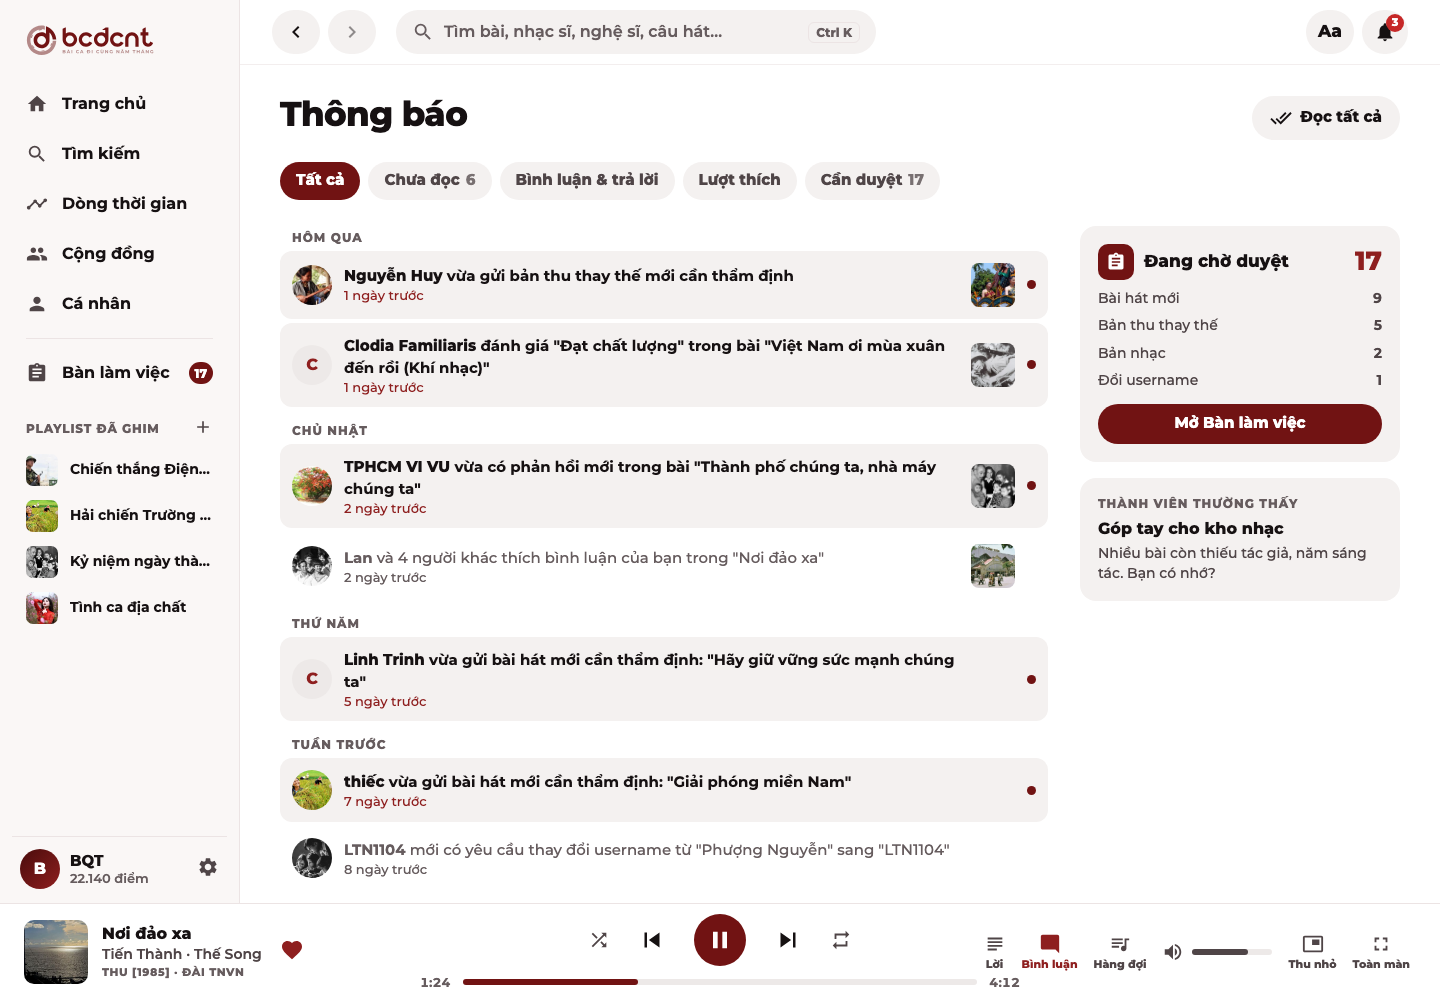 bcdcnt
BÀI CA ĐI CÙNG NĂM THÁNG
Trang chủ
Tìm kiếm
Dòng thời gian
Cộng đồng
Cá nhân
Bàn làm việc 17
PLAYLIST ĐÃ GHIM
Chiến thắng Điện...
Hải chiến Trường ...
Kỷ niệm ngày thà...
Tình ca địa chất
B
BQT
22.140 điểm
Tìm bài, nhạc sĩ, nghệ sĩ, câu hát...
Ctrl K
Aa
3
Thông báo
Đọc tất cả
Tất cả
Chưa đọc 6
Bình luận & trả lời
Lượt thích
Cần duyệt 17
HÔM QUA
Nguyễn Huy vừa gửi bản thu thay thế mới cần thẩm định
1 ngày trước
C
Clodia Familiaris đánh giá "Đạt chất lượng" trong bài "Việt Nam ơi mùa xuân
đến rồi (Khí nhạc)"
1 ngày trước
CHỦ NHẬT
TPHCM VI VU vừa có phản hồi mới trong bài "Thành phố chúng ta, nhà máy
chúng ta"
2 ngày trước
Lan và 4 người khác thích bình luận của bạn trong "Nơi đảo xa"
2 ngày trước
THỨ NĂM
C
Linh Trinh vừa gửi bài hát mới cần thẩm định: "Hãy giữ vững sức mạnh chúng
ta"
5 ngày trước
TUẦN TRƯỚC
thiếc vừa gửi bài hát mới cần thẩm định: "Giải phóng miền Nam"
7 ngày trước
LTN1104 mới có yêu cầu thay đổi username từ "Phượng Nguyễn" sang "LTN1104"
8 ngày trước
Đang chờ duyệt 17
Bài hát mới 9
Bản thu thay thế 5
Bản nhạc 2
Đổi username 1
Mở Bàn làm việc
THÀNH VIÊN THƯỜNG THẤY
Góp tay cho kho nhạc
Nhiều bài còn thiếu tác giả, năm sáng
tác. Bạn có nhớ?
Nơi đảo xa
Tiến Thành · Thế Song
THU [1985] · ĐÀI TNVN
1:24
4:12
Lời
Bình luận
Hàng đợi
Thu nhỏ
Toàn màn